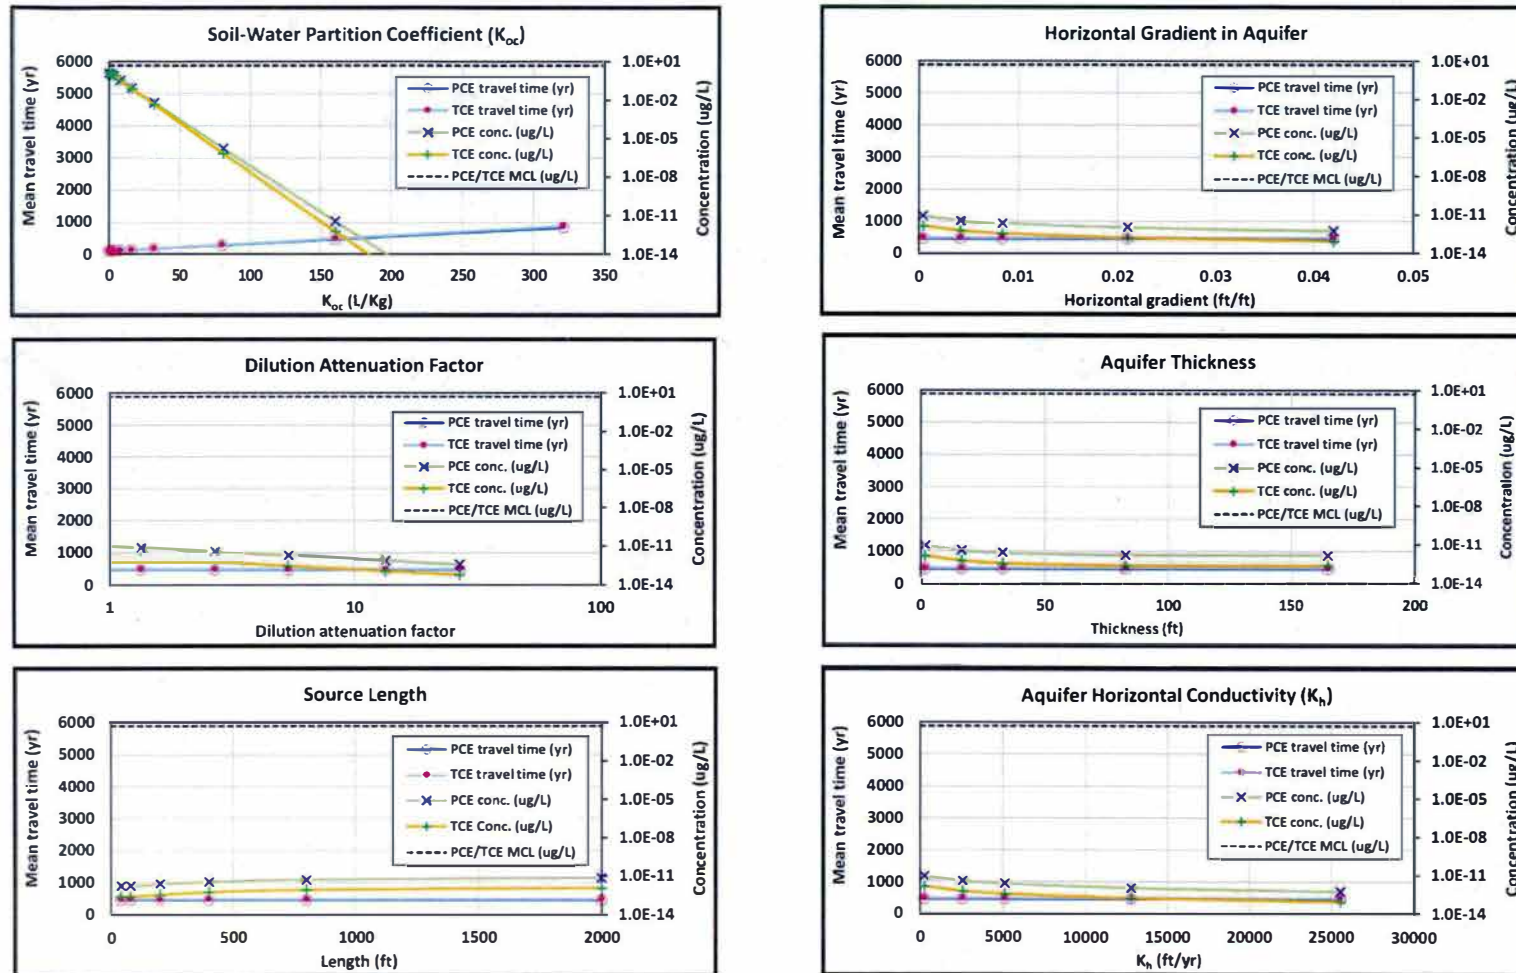 Soil-Water Partition Coefficient (Koc)
6000
5000
4000
3000
2000
1000
0
Mean travel time (yr)
1.0E+01
1.0E-02
1.0E-05
1.0E-08
1.0E-11
1.0E-14
Concentration (ug/L)
PCE travel time (yr)
TCE travel time (yr)
PCE conc. (ug/L)
TCE conc. (ug/L)
PCE/TCE MCL (ug/L)
0 50 100 150 200 250 300 350
Koc (L/Kg)
Horizontal Gradient in Aquifer
6000
5000
4000
3000
2000
1000
0
Mean travel time (yr)
1.0E+01
1.0E-02
1.0E-05
1.0E-08
1.0E-11
1.0E-14
Concentration (ug/L)
PCE travel time (yr)
TCE travel time (yr)
PCE conc. (ug/L)
TCE conc. (ug/L)
PCE/TCE MCL (ug/L)
0 0.01 0.02 0.03 0.04 0.05
Horizontal gradient (ft/ft)
Dilution Attenuation Factor
6000
5000
4000
3000
2000
1000
0
Mean travel time (yr)
1.0E+01
1.0E-02
1.0E-05
1.0E-08
1.0E-11
1.0E-14
Concentration (ug/L)
PCE travel time (yr)
TCE travel time (yr)
PCE conc. (ug/L)
TCE conc. (ug/L)
PCE/TCE MCL (ug/L)
1 10 100
Dilution attenuation factor
Aquifer Thickness
6000
5000
4000
3000
2000
1000
0
Mean travel time (yr)
1.0E+01
1.0E-02
1.0E-05
1.0E-08
1.0E-11
1.0E-14
Concentration (ug/L)
PCE travel time (yr)
TCE travel time (yr)
PCE conc. (ug/L)
TCE conc. (ug/L)
PCE/TCE MCL (ug/L)
0 50 100 150 200
Thickness (ft)
Source Length
6000
5000
4000
3000
2000
1000
0
Mean travel time (yr)
1.0E+01
1.0E-02
1.0E-05
1.0E-08
1.0E-11
1.0E-14
Concentration (ug/L)
PCE travel time (yr)
TCE travel time (yr)
PCE conc. (ug/L)
TCE Conc. (ug/L)
PCE/TCE MCL (ug/L)
0 500 1000 1500 2000
Length (ft)
Aquifer Horizontal Conductivity (Kh)
6000
5000
4000
3000
2000
1000
0
Mean travel time (yr)
1.0E+01
1.0E-02
1.0E-05
1.0E-08
1.0E-11
1.0E-14
Concentration (ug/L)
PCE travel time (yr)
TCE travel time (yr)
PCE conc. (ug/L)
TCE conc. (ug/L)
PCE/TCE MCL (ug/L)
0 5000 10000 15000 20000 25000 30000
Kh (ft/yr)